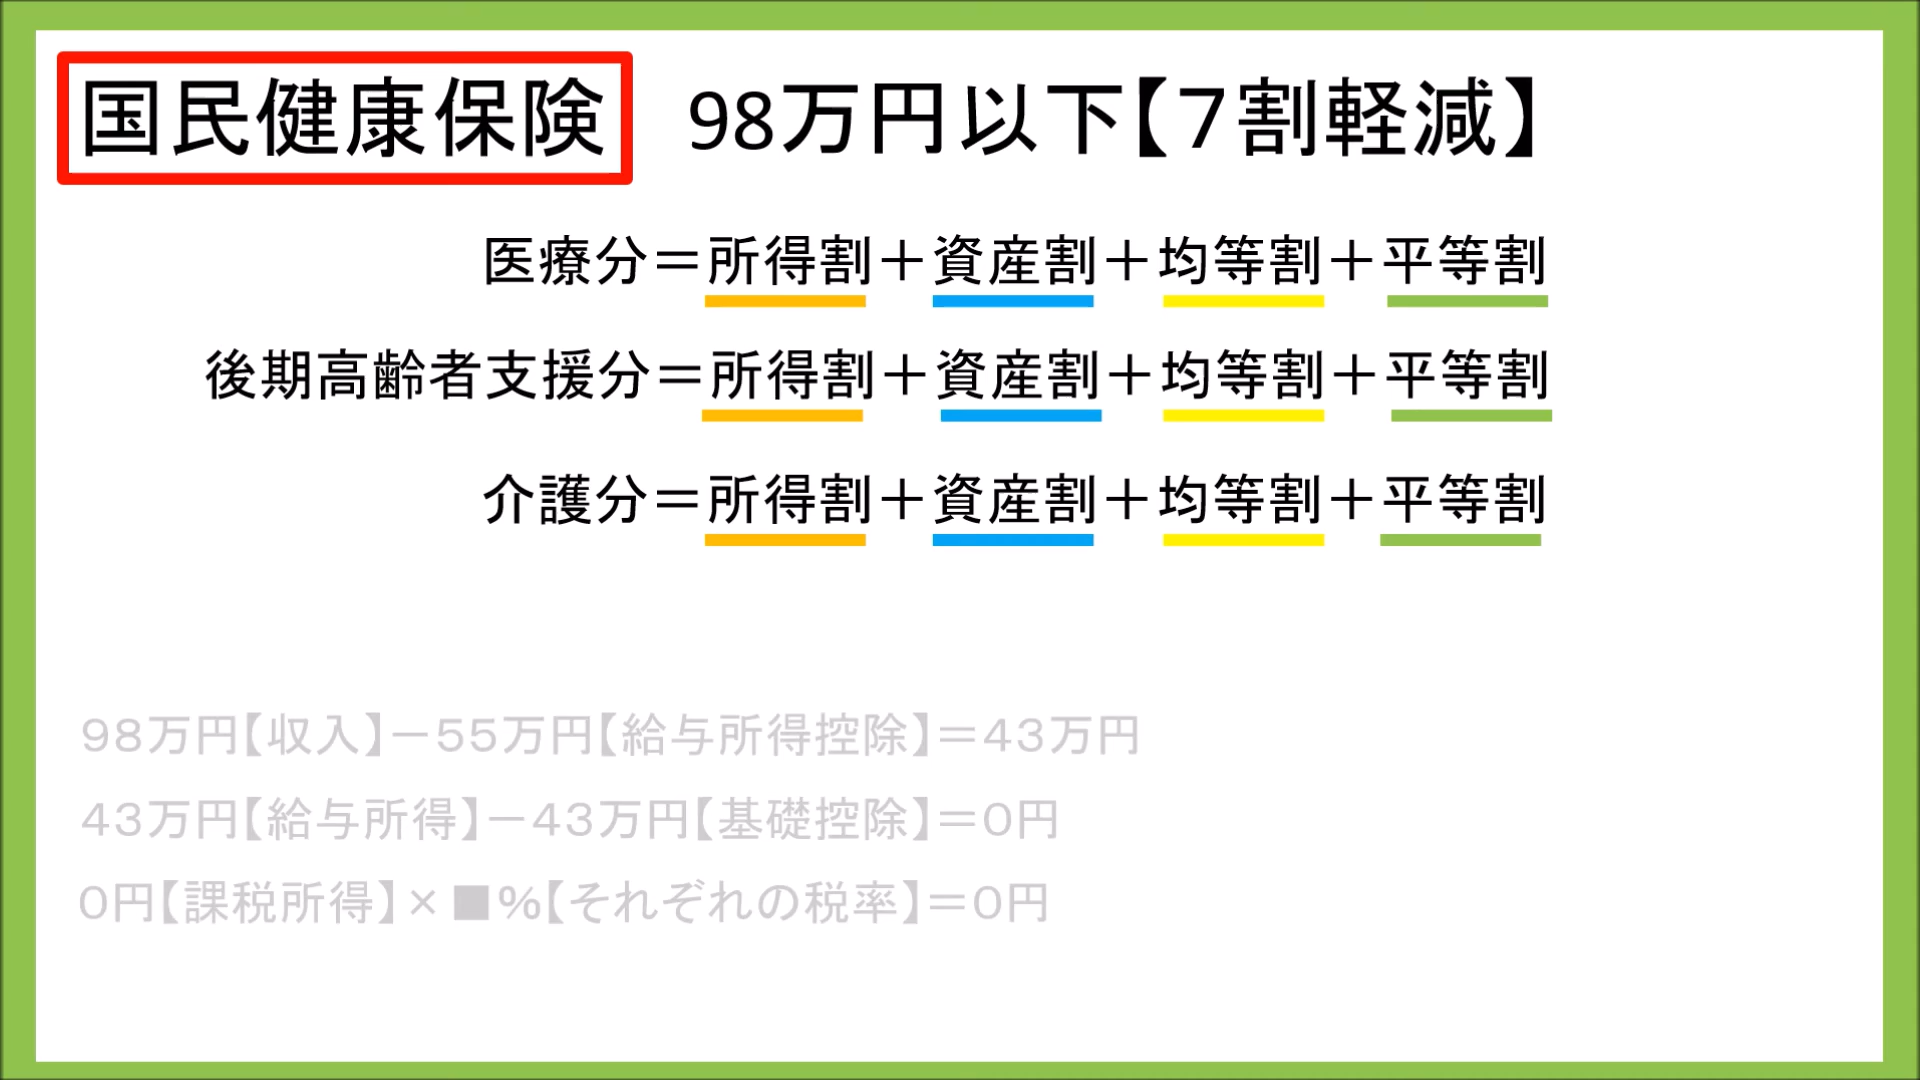 国民健康保険 98万円以下【7割軽減】
医療分＝所得割＋資産割＋均等割＋平等割
後期高齢者支援分＝所得割＋資産割＋均等割＋平等割
介護分＝所得割＋資産割＋均等割＋平等割
98万円【収入】－55万円【給与所得控除】＝43万円
43万円【給与所得】－43万円【基礎控除】＝0円
0円【課税所得】×■%【それぞれの税率】＝0円